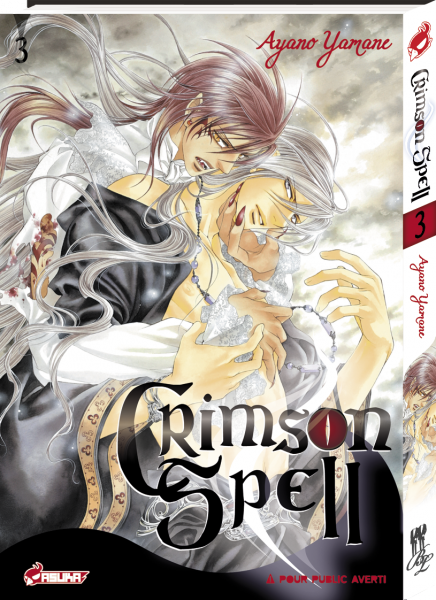 3
Ayano Yamane
Crimson
Spell
ASUKA
POUR PUBLIC AVERTI
Crimson Spell
3
Ayano Yamane